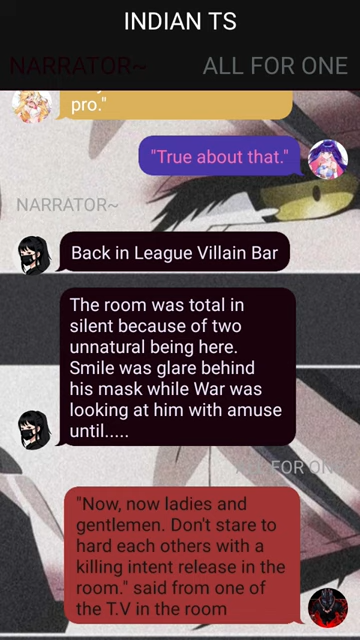 INDIAN TS
NARRATOR~
ALL FOR ONE
pro."
"True about that."
NARRATOR~
Back in League Villain Bar
The room was total in
silent because of two
unnatural being here.
Smile was glare behind
his mask while War was
looking at him with amuse
until.....
FOR ON
"Now, now ladies and
gentlemen. Don't stare to
hard each others with a
killing intent release in the
room." said from one of
the T.V in the room